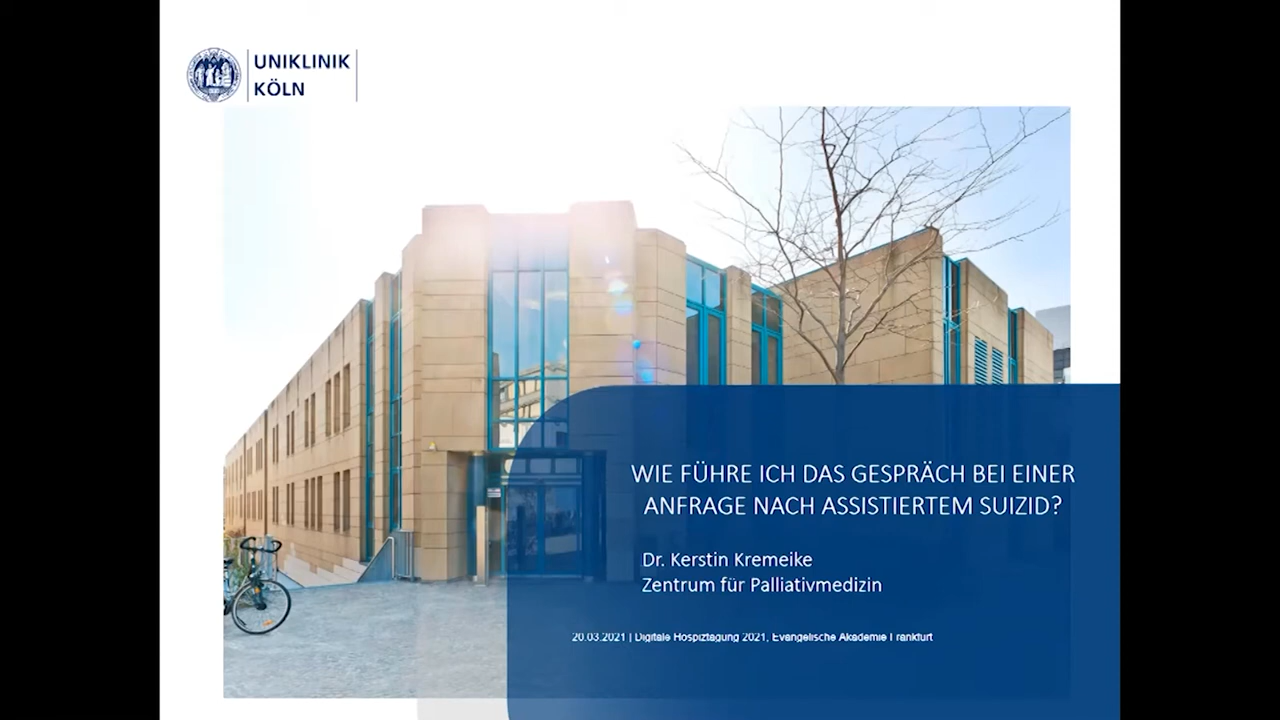 UNIKLINIK
KÖLN
WIE FÜHRE ICH DAS GESPRÄCH BEI EINER
ANFRAGE NACH ASSISTIERTEM SUIZID?
Dr. Kerstin Kremeike
Zentrum für Palliativmedizin
20.03.2021 | Digitale Hospiztagung 2021, Evangelische Akademie Frankfurt